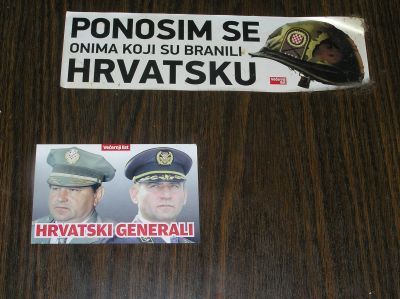 PONOSIM SE
ONIMA KOJI SU BRANILI
HRVATSKU
Večernji list
HRVATSKI GENERALI